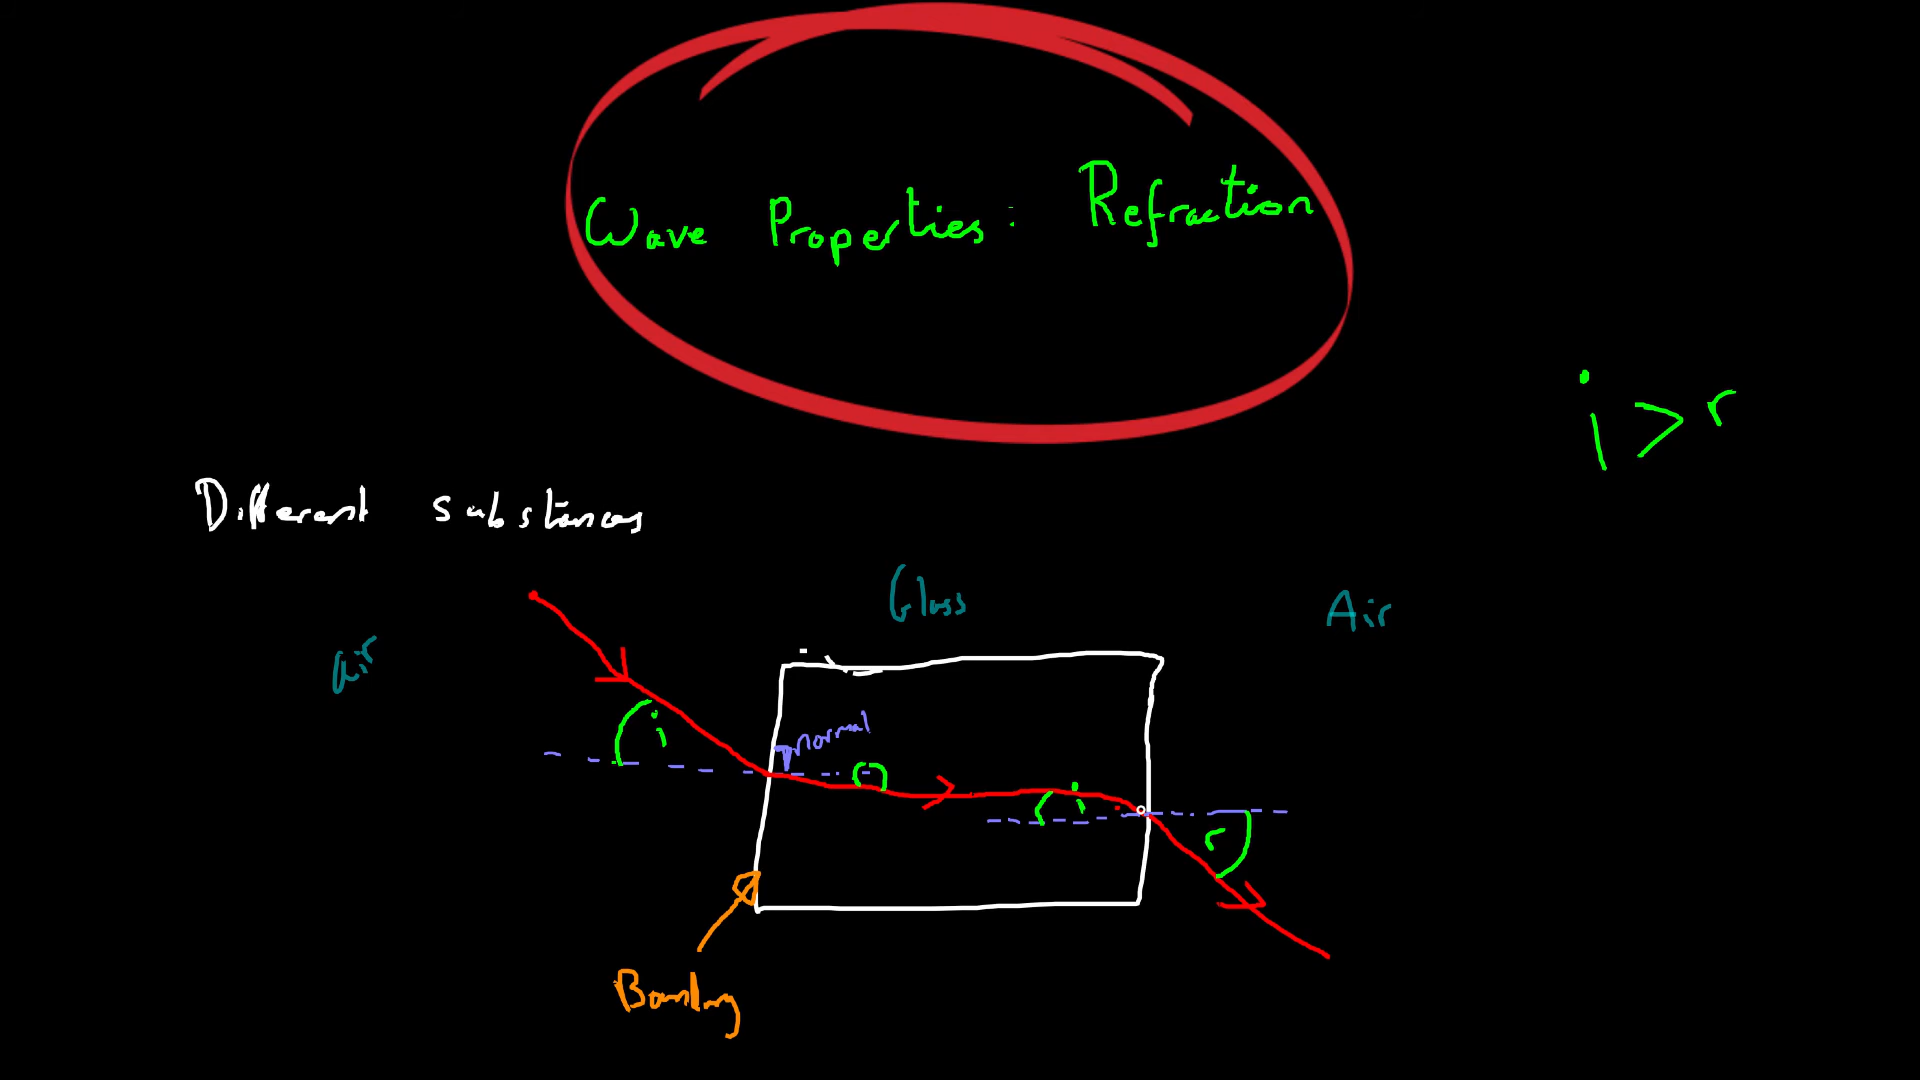 Wave Properties: Refraction
i > r
Different substances
Glass
Air
air
i
normal
i
r
Boundary